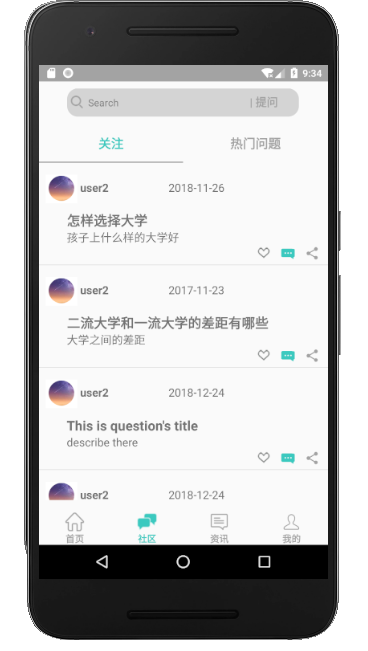 9:34
Search | 提问
关注 热门问题
user2 2018-11-26
怎样选择大学
孩子上什么样的大学好
user2 2017-11-23
二流大学和一流大学的差距有哪些
大学之间的差距
user2 2018-12-24
This is question's title
describe there
user2 2018-12-24
首页 社区 资讯 我的